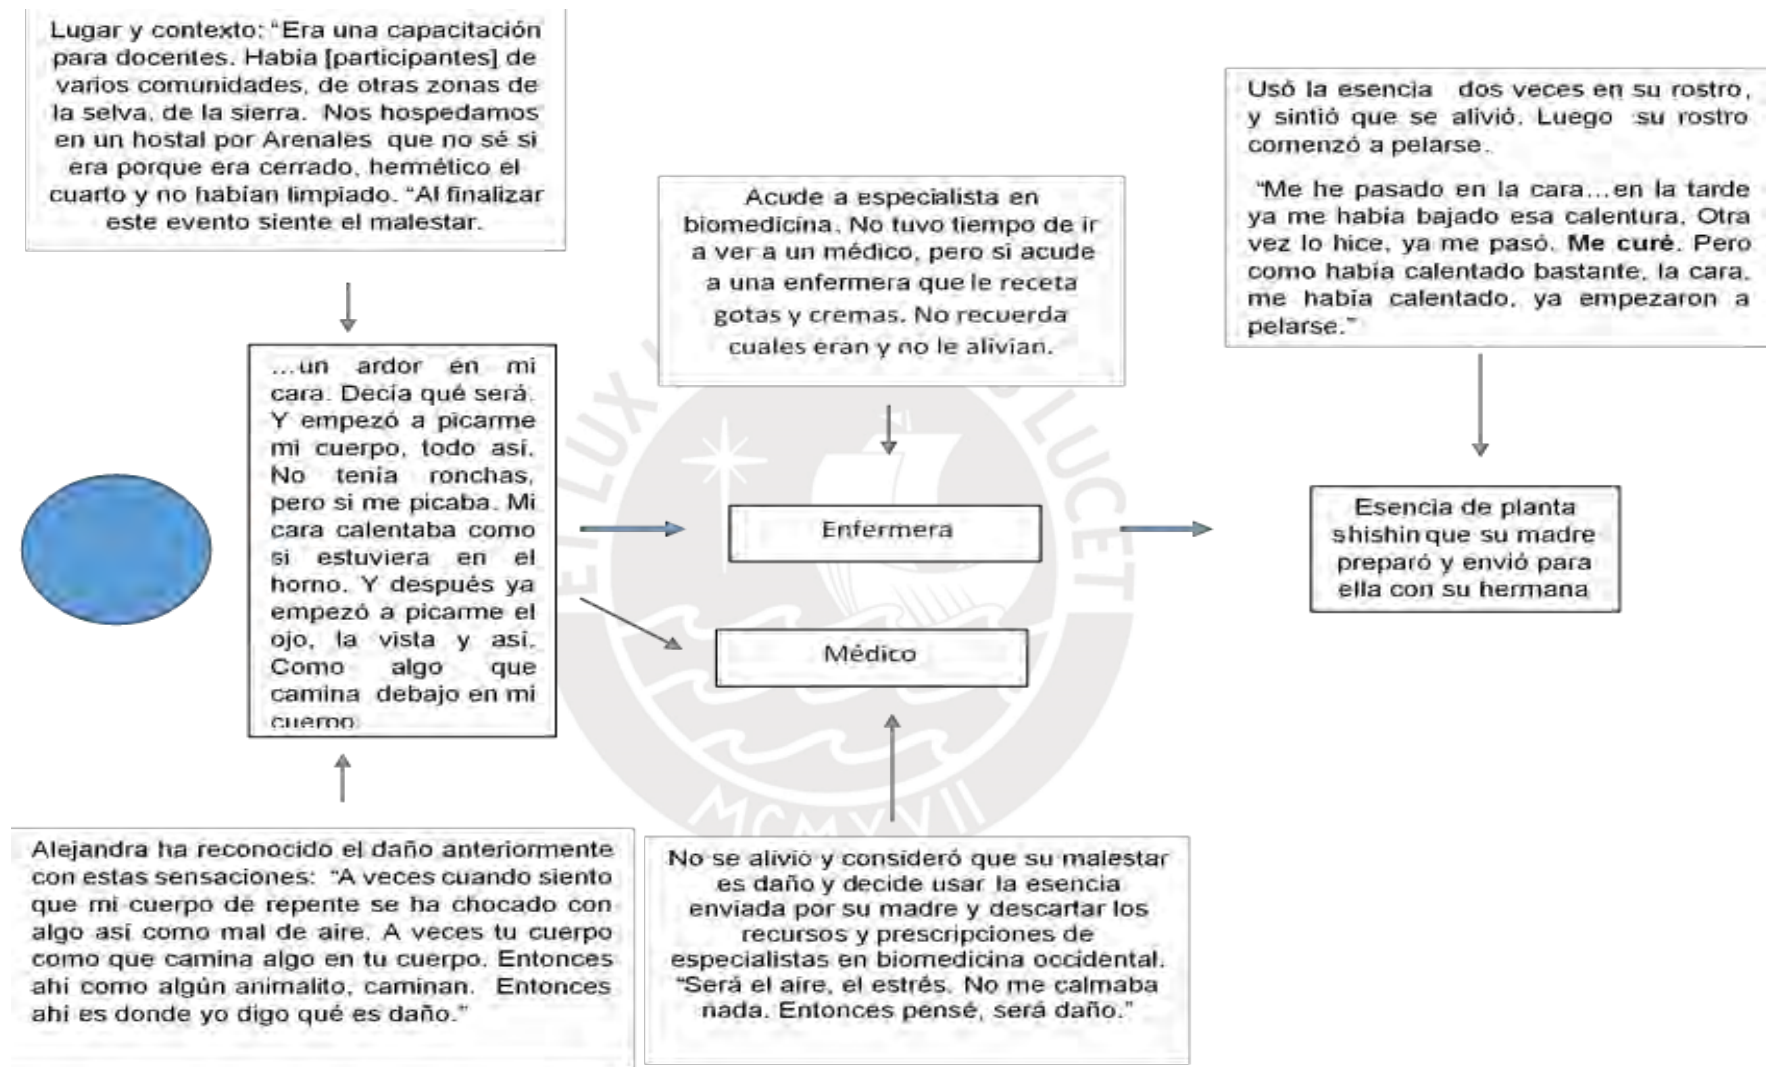 Lugar y contexto: “Era una capacitación
para docentes. Había [participantes] de
varios comunidades, de otras zonas de
la selva, de la sierra. Nos hospedamos
en un hostal por Arenales que no sé si
era porque era cerrado, hermético el
cuarto y no habían limpiado. “Al finalizar
este evento siente el malestar.
…un ardor en mi
cara. Decía qué será.
Y empezó a picarme
mi cuerpo, todo así.
No tenía ronchas,
pero si me picaba. Mi
cara calentaba como
si estuviera en el
horno. Y después ya
empezó a picarme el
ojo, la vista y así.
Como algo que
camina debajo en mi
cuerpo
Alejandra ha reconocido el daño anteriormente
con estas sensaciones: “A veces cuando siento
que mi cuerpo de repente se ha chocado con
algo así como mal de aire. A veces tu cuerpo
como que camina algo en tu cuerpo. Entonces
ahí como algún animalito, caminan. Entonces
ahí es donde yo digo qué es daño.”
Acude a especialista en
biomedicina. No tuvo tiempo de ir
a ver a un médico, pero si acude
a una enfermera que le receta
gotas y cremas. No recuerda
cuales eran y no le alivian.
Enfermera
Médico
No se alivió y consideró que su malestar
es daño y decide usar la esencia
enviada por su madre y descartar los
recursos y prescripciones de
especialistas en biomedicina occidental.
“Será el aire, el estrés. No me calmaba
nada. Entonces pensé, será daño.”
Usó la esencia dos veces en su rostro,
y sintió que se alivió. Luego su rostro
comenzó a pelarse.
“Me he pasado en la cara…en la tarde
ya me había bajado esa calentura. Otra
vez lo hice, ya me pasó. Me curé. Pero
como había calentado bastante, la cara,
me había calentado, ya empezaron a
pelarse.”
Esencia de planta
shishin que su madre
preparó y envió para
ella con su hermana
ET LUX LUCET
MCMXVII